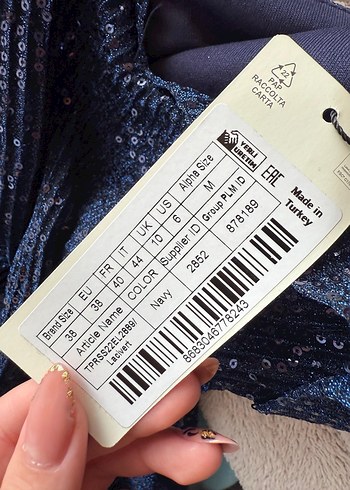 22
PAP
RACCOLTA
CARTA
YERLİ
ÜRETİM
EAC
Made in
Turkey
Brand Size EU FR IT UK US Alpha Size
38 38 40 44 10 6 M
Article Name COLOR Supplier ID Group PLM ID
TPRSS22EL2889/
Lacivert Navy 2852 878189
8683046778243